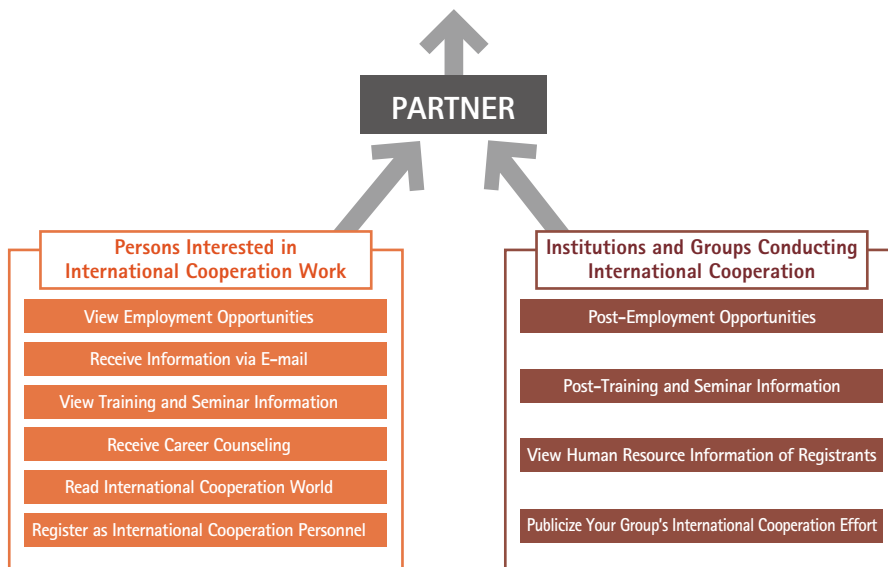 PARTNER
Persons Interested in
International Cooperation Work
View Employment Opportunities
Receive Information via E-mail
View Training and Seminar Information
Receive Career Counseling
Read International Cooperation World
Register as International Cooperation Personnel
Institutions and Groups Conducting
International Cooperation
Post-Employment Opportunities
Post-Training and Seminar Information
View Human Resource Information of Registrants
Publicize Your Group's International Cooperation Effort